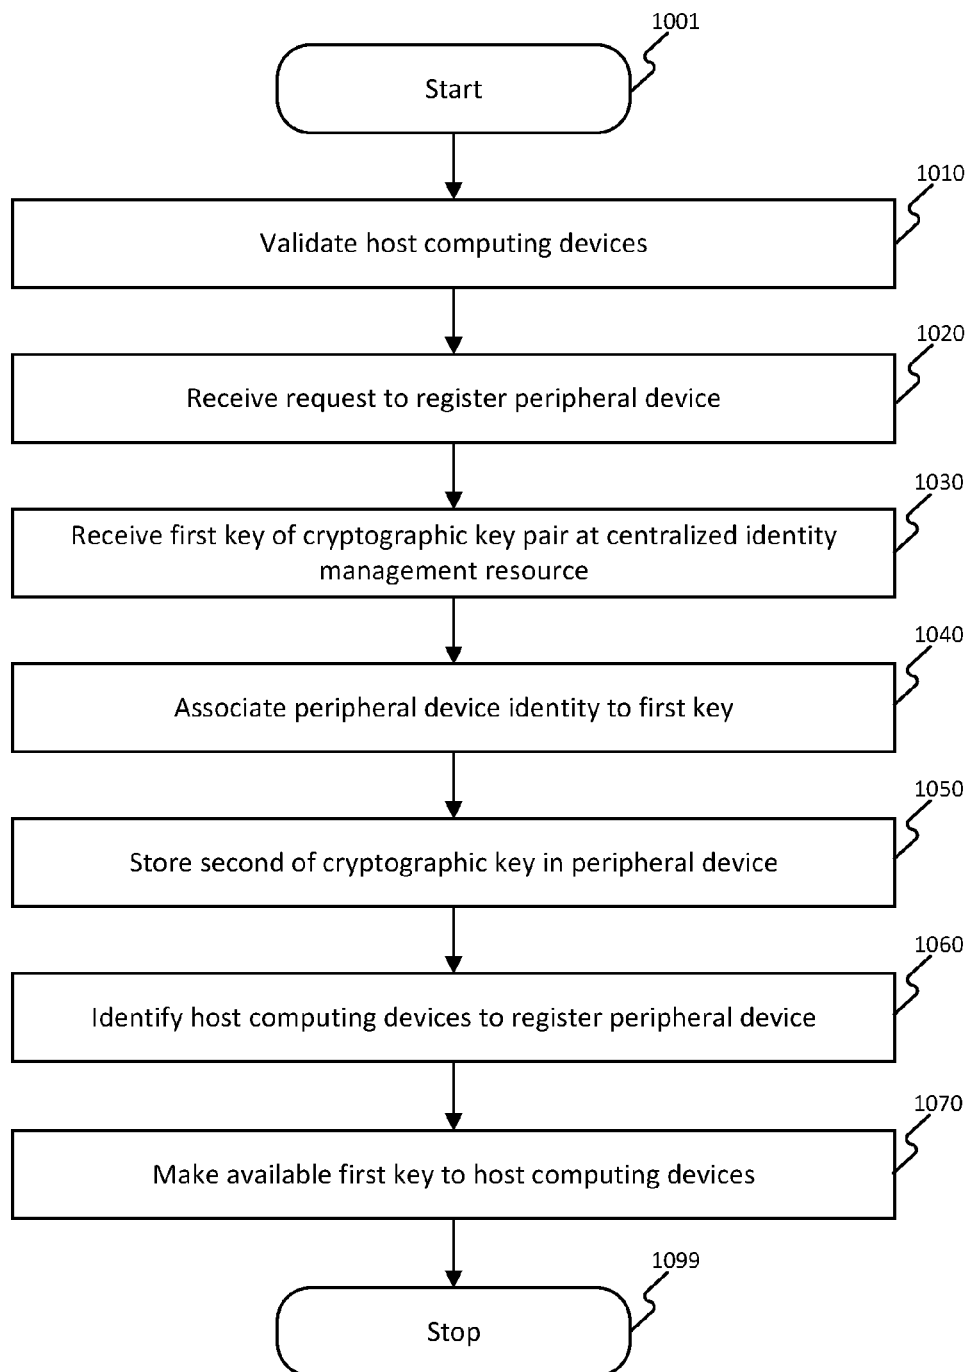 1001
Start
1010
Validate host computing devices
1020
Receive request to register peripheral device
1030
Receive first key of cryptographic key pair at centralized identity
management resource
1040
Associate peripheral device identity to first key
1050
Store second of cryptographic key in peripheral device
1060
Identify host computing devices to register peripheral device
1070
Make available first key to host computing devices
1099
Stop